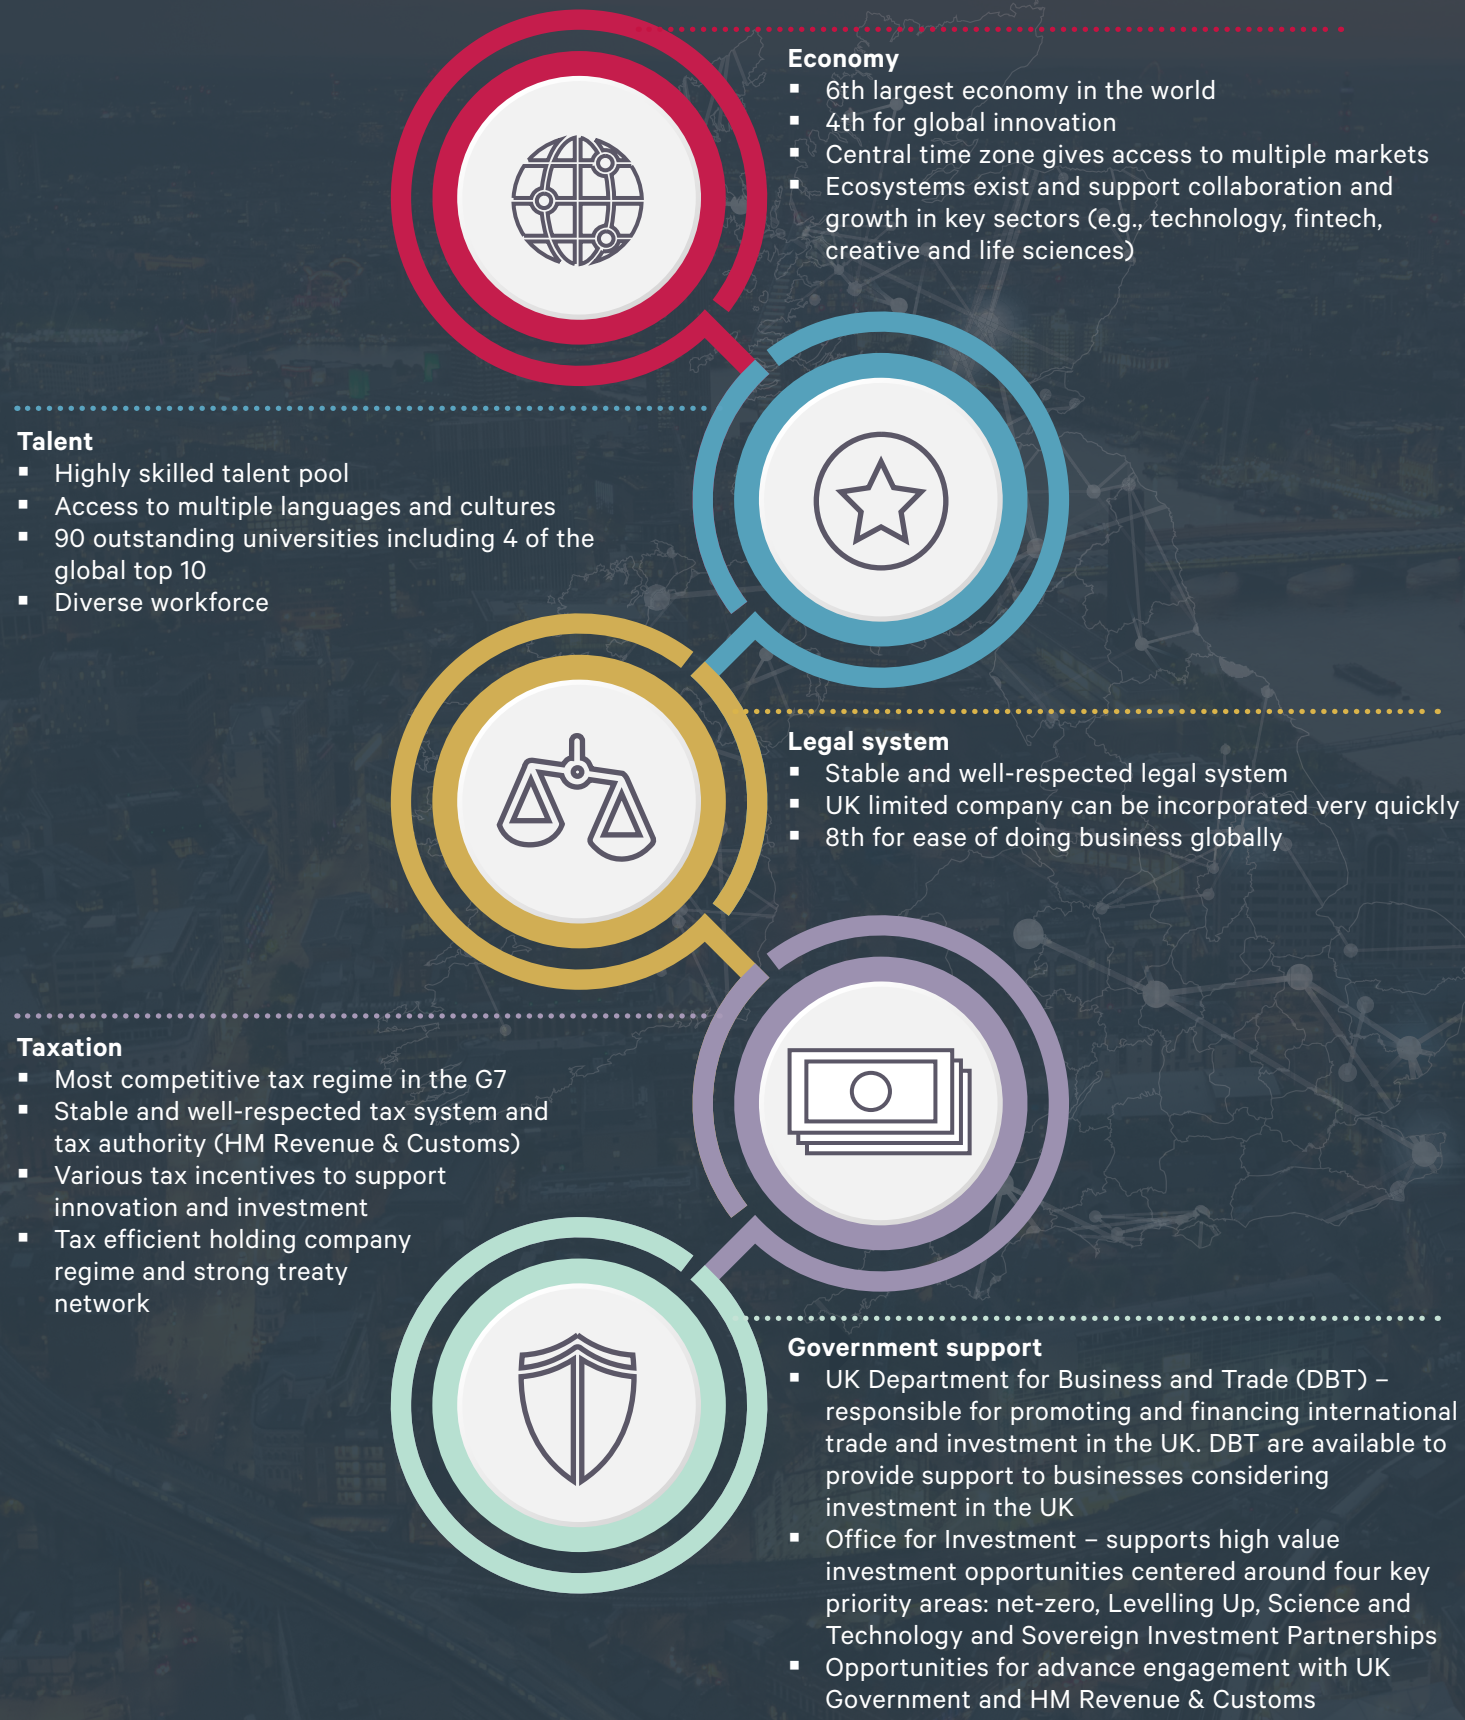 Economy
▪ 6th largest economy in the world
▪ 4th for global innovation
▪ Central time zone gives access to multiple markets
▪ Ecosystems exist and support collaboration and
growth in key sectors (e.g., technology, fintech,
creative and life sciences)
Talent
▪ Highly skilled talent pool
▪ Access to multiple languages and cultures
▪ 90 outstanding universities including 4 of the
global top 10
▪ Diverse workforce
Legal system
▪ Stable and well-respected legal system
▪ UK limited company can be incorporated very quickly
▪ 8th for ease of doing business globally
Taxation
▪ Most competitive tax regime in the G7
▪ Stable and well-respected tax system and
tax authority (HM Revenue & Customs)
▪ Various tax incentives to support
innovation and investment
▪ Tax efficient holding company
regime and strong treaty
network
Government support
▪ UK Department for Business and Trade (DBT) –
responsible for promoting and financing international
trade and investment in the UK. DBT are available to
provide support to businesses considering
investment in the UK
▪ Office for Investment – supports high value
investment opportunities centered around four key
priority areas: net-zero, Levelling Up, Science and
Technology and Sovereign Investment Partnerships
▪ Opportunities for advance engagement with UK
Government and HM Revenue & Customs